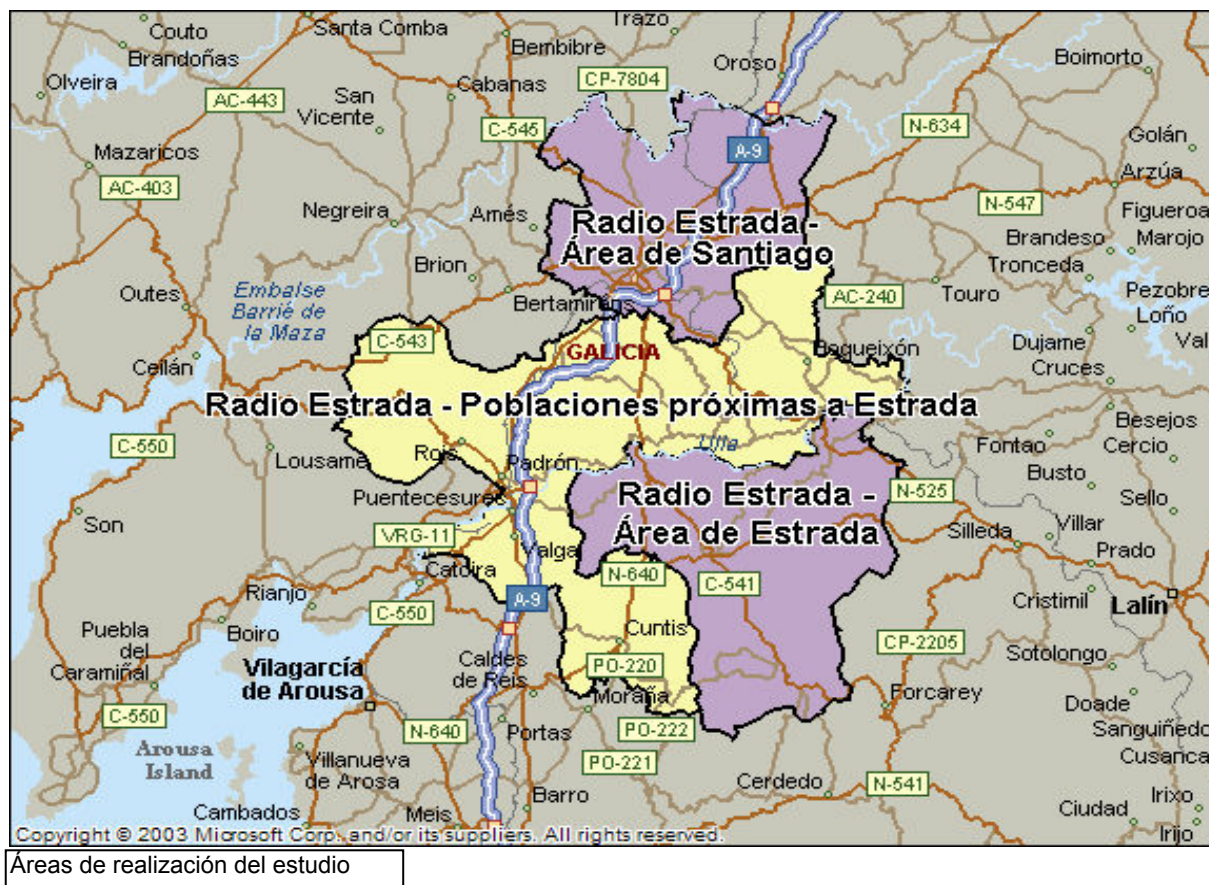 Couto
Santa Comba
Trazo
Brandoñas
Bembibre
Oroso
Boimorto
Olveira
Cabanas
CP-7804
AC-443
San
Vicente
C-545
N-634
Golán
Mazaricos
A-9
AC-403
Arzúa
Negreira
Amés
N-547
Figueroa
Radio Estrada -
Área de Santiago
Brandeso
Marojo
Brion
Tronceda
Outes
Embalse
Barrié de
la Maza
Bertamirens
AC-240
Touro
Pezobre
Loño
C-543
GALICIA
Boqueixón
Dujame
Val
Ceilán
Cruces
Radio Estrada - Poblaciones próximas a Estrada
Besejos
C-550
Lousame
Rois
Ulla
Fontao
Cercio
Padrón
Busto
Puentecesures
Radio Estrada -
Área de Estrada
N-525
Sello
Son
Silleda
Villar
VRG-11
Valga
Prado
Catoira
N-640
C-541
Rianjo
C-550
A-9
Cristimil
Lalín
Puebla
del
Caramiñal
Boiro
Cuntis
CP-2205
Vilagarcía
de Arousa
Caldes
de Reis
PO-220
Sotolongo
Moraña
Forcarey
Doade
C-550
N-640
Portas
PO-222
Sanguiñedo
Arousa
Island
Villanueva
de Arosa
PO-221
Cusanca
Cerdedo
N-541
Cambados
Meis
Barro
Ciudad
Irixo
Irijo
Copyright © 2003 Microsoft Corp. and/or its suppliers. All rights reserved.
Áreas de realización del estudio